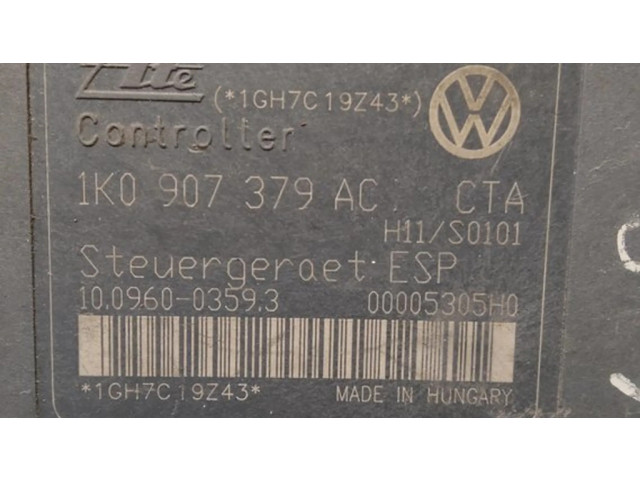 Ate (*1GH7C19Z43*)
Controller
1K0 907 379 AC CTA
H11/S0101
Steuergeraet ESP
10.0960-0359.3 00005305H0
*1GH7C19Z43* MADE IN HUNGARY